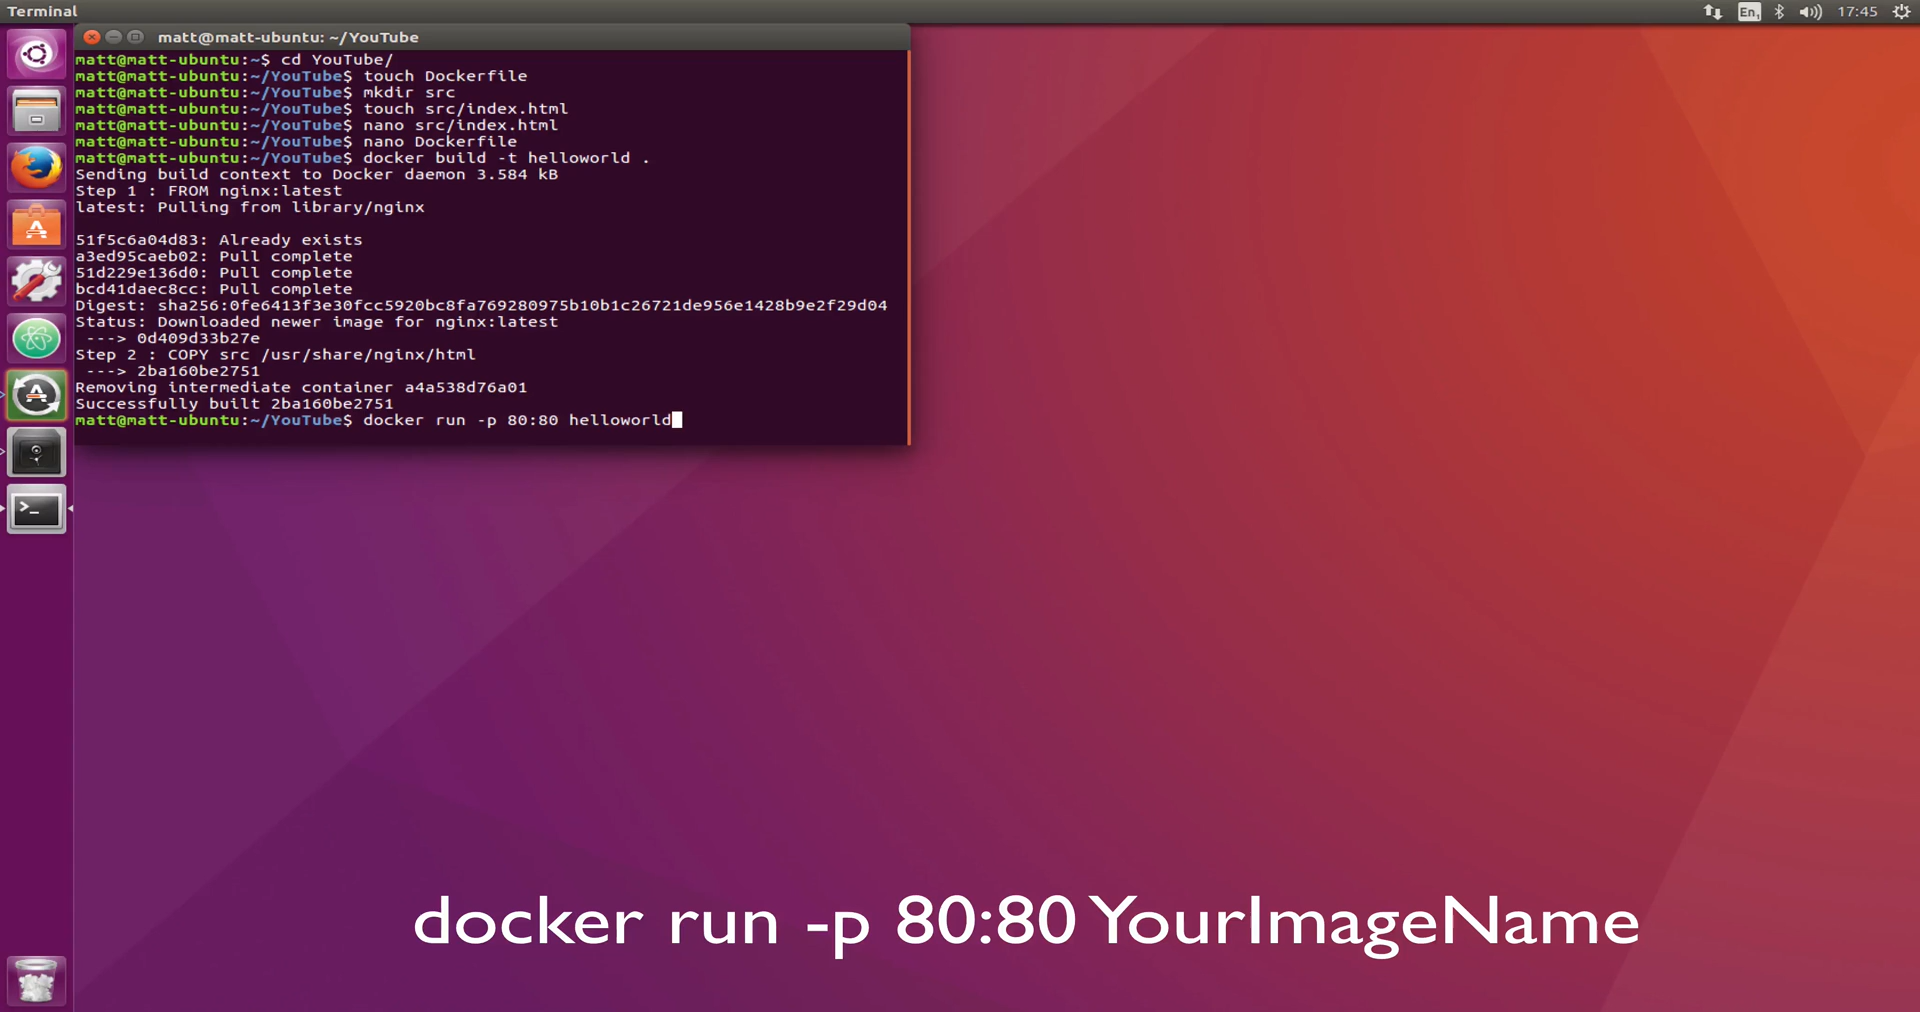 Terminal
En₁
17:45
matt@matt-ubuntu: ~/YouTube
matt@matt-ubuntu:~$ cd YouTube/
matt@matt-ubuntu:~/YouTube$ touch Dockerfile
matt@matt-ubuntu:~/YouTube$ mkdir src
matt@matt-ubuntu:~/YouTube$ touch src/index.html
matt@matt-ubuntu:~/YouTube$ nano src/index.html
matt@matt-ubuntu:~/YouTube$ nano Dockerfile
matt@matt-ubuntu:~/YouTube$ docker build -t helloworld .
Sending build context to Docker daemon 3.584 kB
Step 1 : FROM nginx:latest
latest: Pulling from library/nginx
51f5c6a04d83: Already exists
a3ed95caeb02: Pull complete
51d229e136d0: Pull complete
bcd41daec8cc: Pull complete
Digest: sha256:0fe6413f3e30fcc5920bc8fa769280975b10b1c26721de956e1428b9e2f29d04
Status: Downloaded newer image for nginx:latest
 ---> 0d409d33b27e
Step 2 : COPY src /usr/share/nginx/html
 ---> 2ba160be2751
Removing intermediate container a4a538d76a01
Successfully built 2ba160be2751
matt@matt-ubuntu:~/YouTube$ docker run -p 80:80 helloworld
docker run -p 80:80 YourImageName